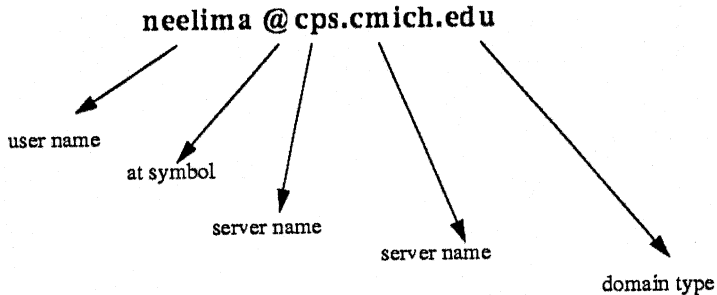 neelima @ cps.cmich.edu
user name
at symbol
server name
server name
domain type